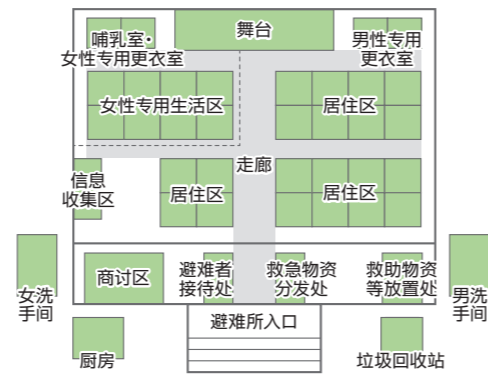 哺乳室·
女性专用更衣室
舞台
男性专用
更衣室
女性专用生活区
居住区
走廊
信息
收集区
居住区
居住区
商讨区
避难者
接待处
救急物资
分发处
救助物资
等放置处
女洗
手间
男洗
手间
避难所入口
厨房
垃圾回收站